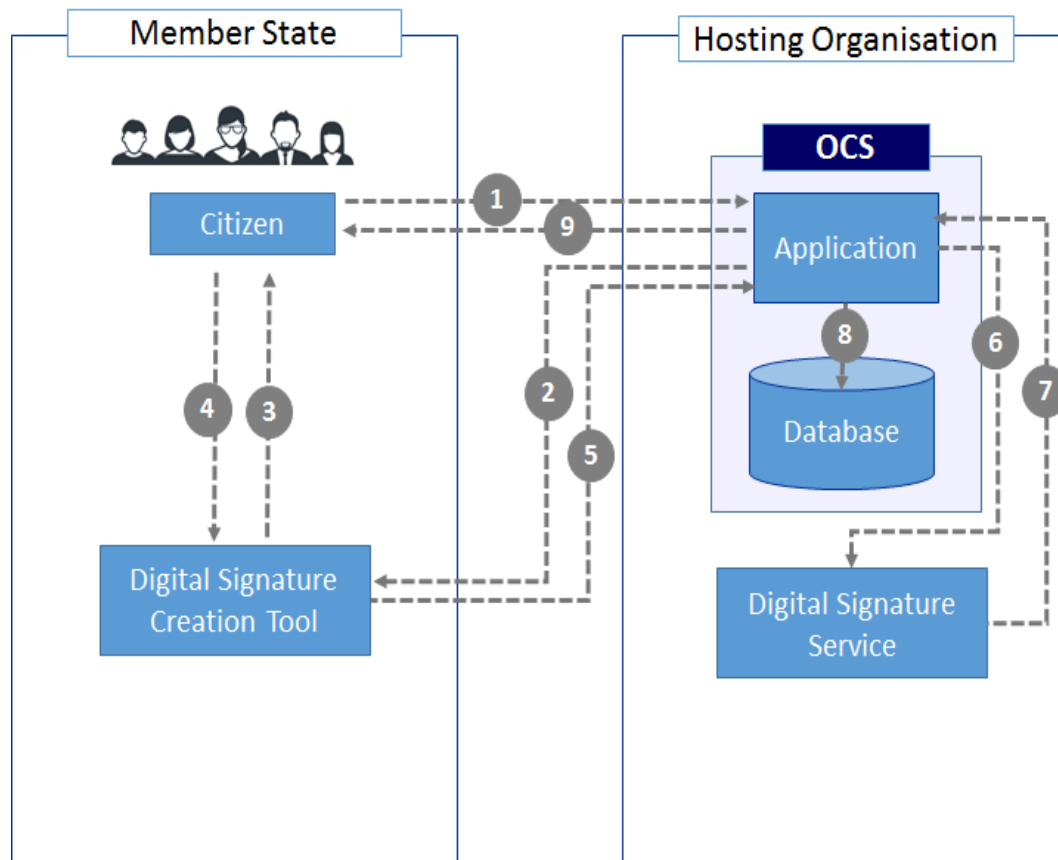 Member State
Hosting Organisation
OCS
Citizen
1
9
Application
8
6
7
2
4
3
5
Database
Digital Signature
Creation Tool
Digital Signature
Service